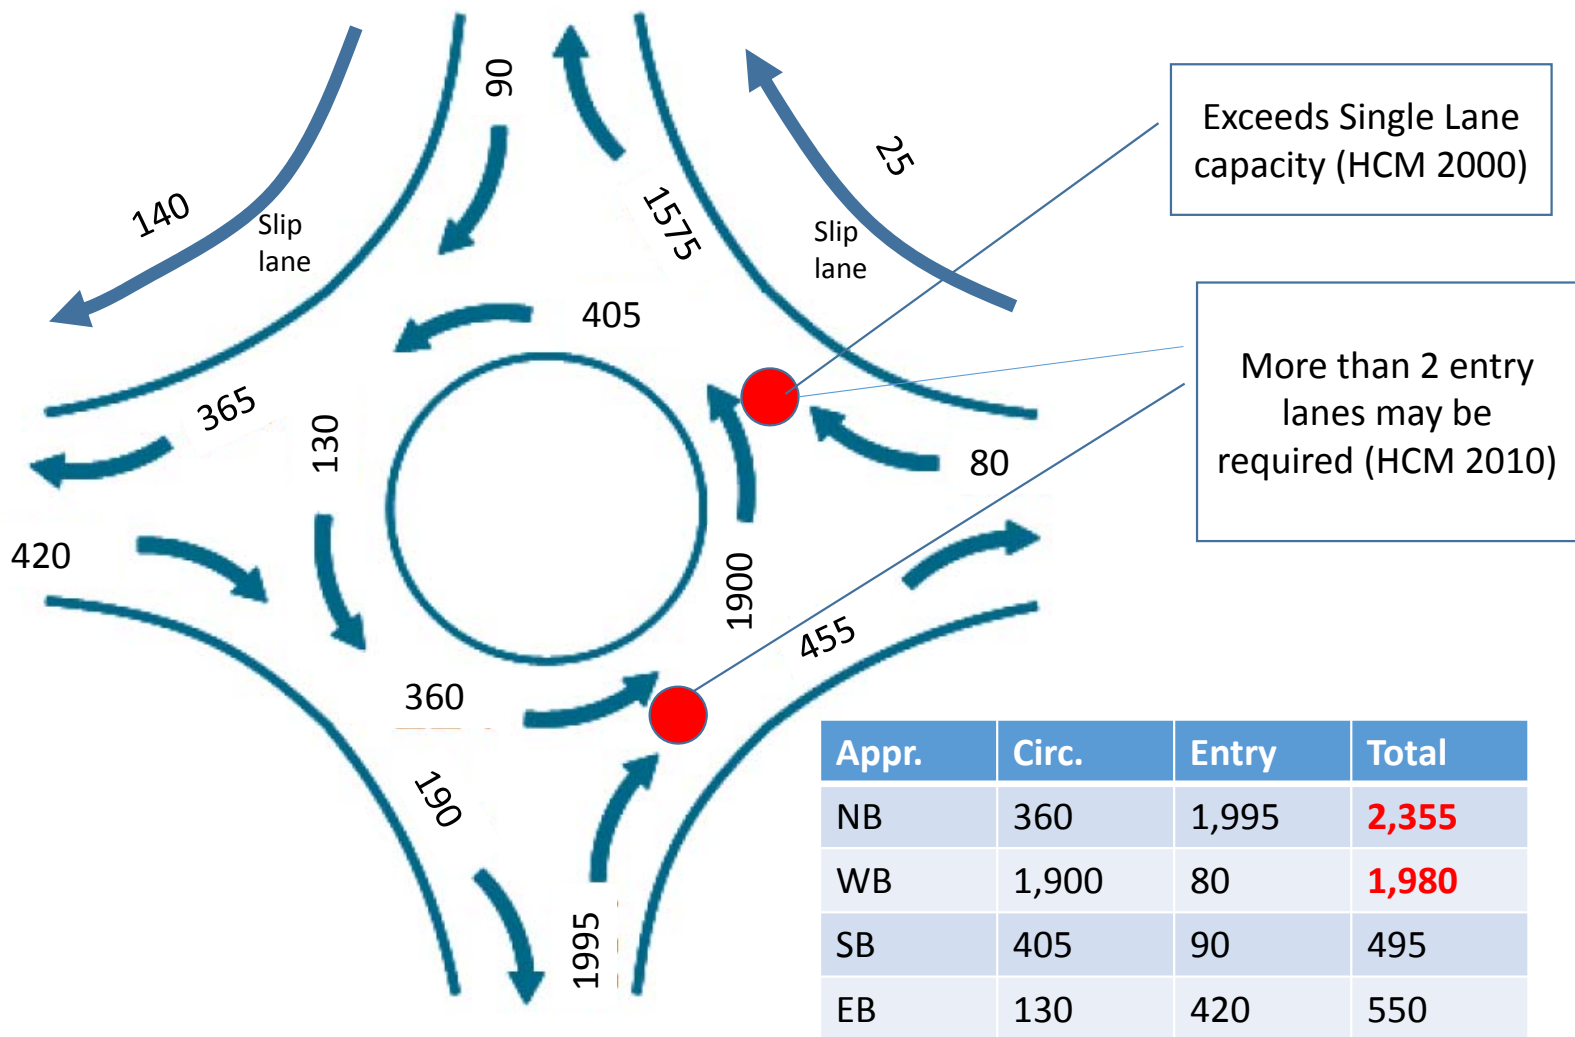 90
25
Exceeds Single Lane
capacity (HCM 2000)
140
Slip
lane
1575
Slip
lane
405
More than 2 entry
lanes may be
required (HCM 2010)
365
130
80
420
1900
455
360
190
1995
Appr. Circ. Entry Total
NB 360 1,995 2,355
WB 1,900 80 1,980
SB 405 90 495
EB 130 420 550